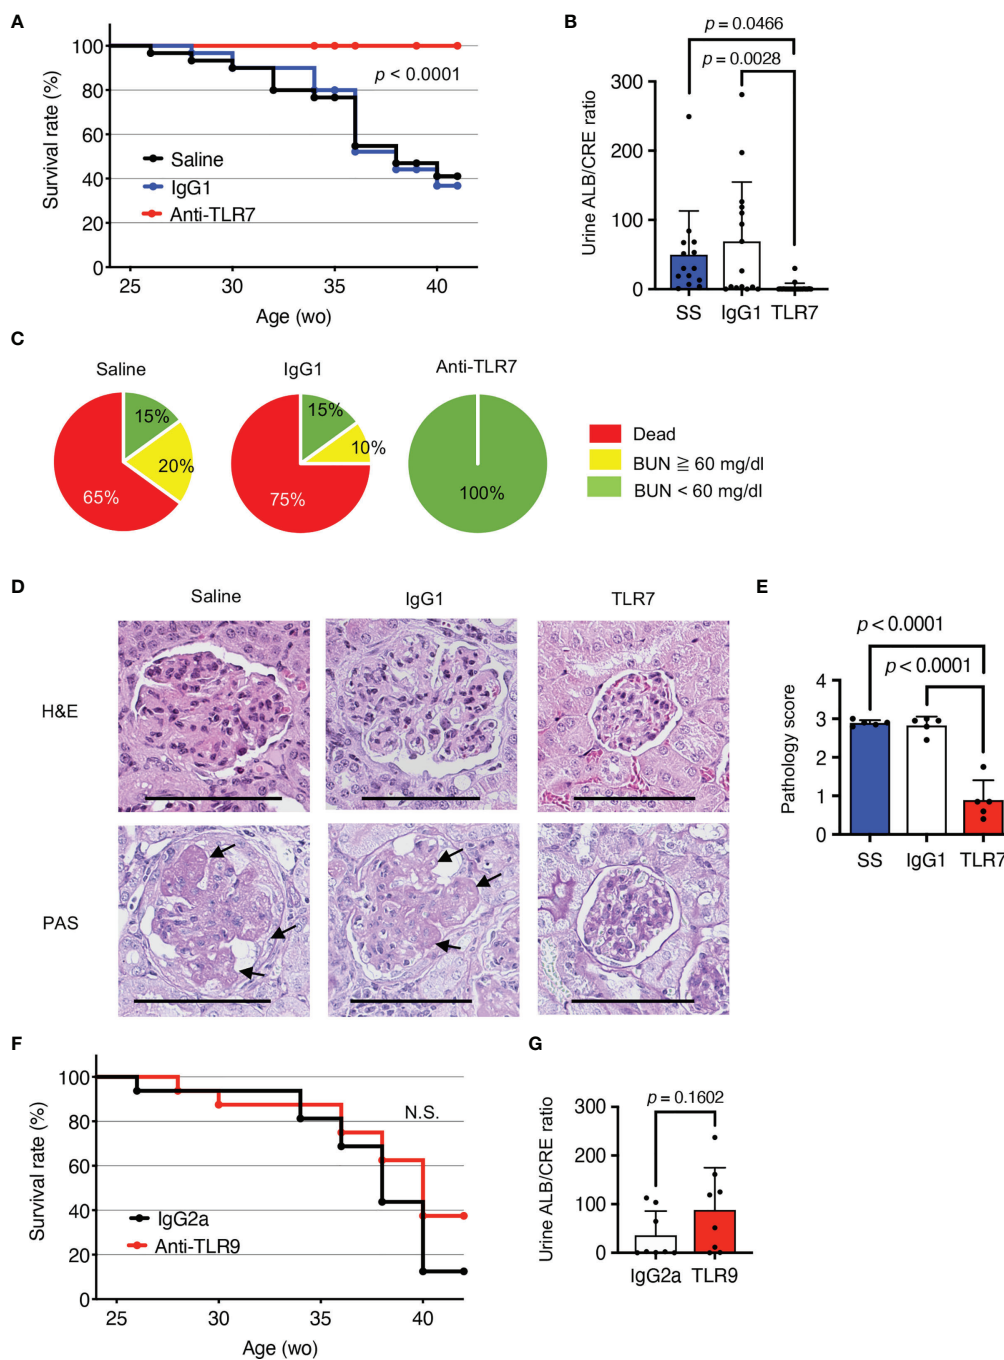 A
Survival rate (%)
100
80
60
40
20
0
p < 0.0001
Saline
IgG1
Anti-TLR7
25
30
35
40
Age (wo)
B
p = 0.0466
p = 0.0028
Urine ALB/CRE ratio
300
200
100
0
SS
IgG1
TLR7
C
Saline
15%
20%
65%
IgG1
15%
10%
75%
Anti-TLR7
100%
Dead
BUN ≧ 60 mg/dl
BUN < 60 mg/dl
D
Saline
IgG1
TLR7
H&E
PAS
E
p < 0.0001
p < 0.0001
Pathology score
4
3
2
1
0
SS
IgG1
TLR7
F
Survival rate (%)
100
80
60
40
20
0
N.S.
IgG2a
Anti-TLR9
25
30
35
40
Age (wo)
G
p = 0.1602
Urine ALB/CRE ratio
300
200
100
0
IgG2a
TLR9